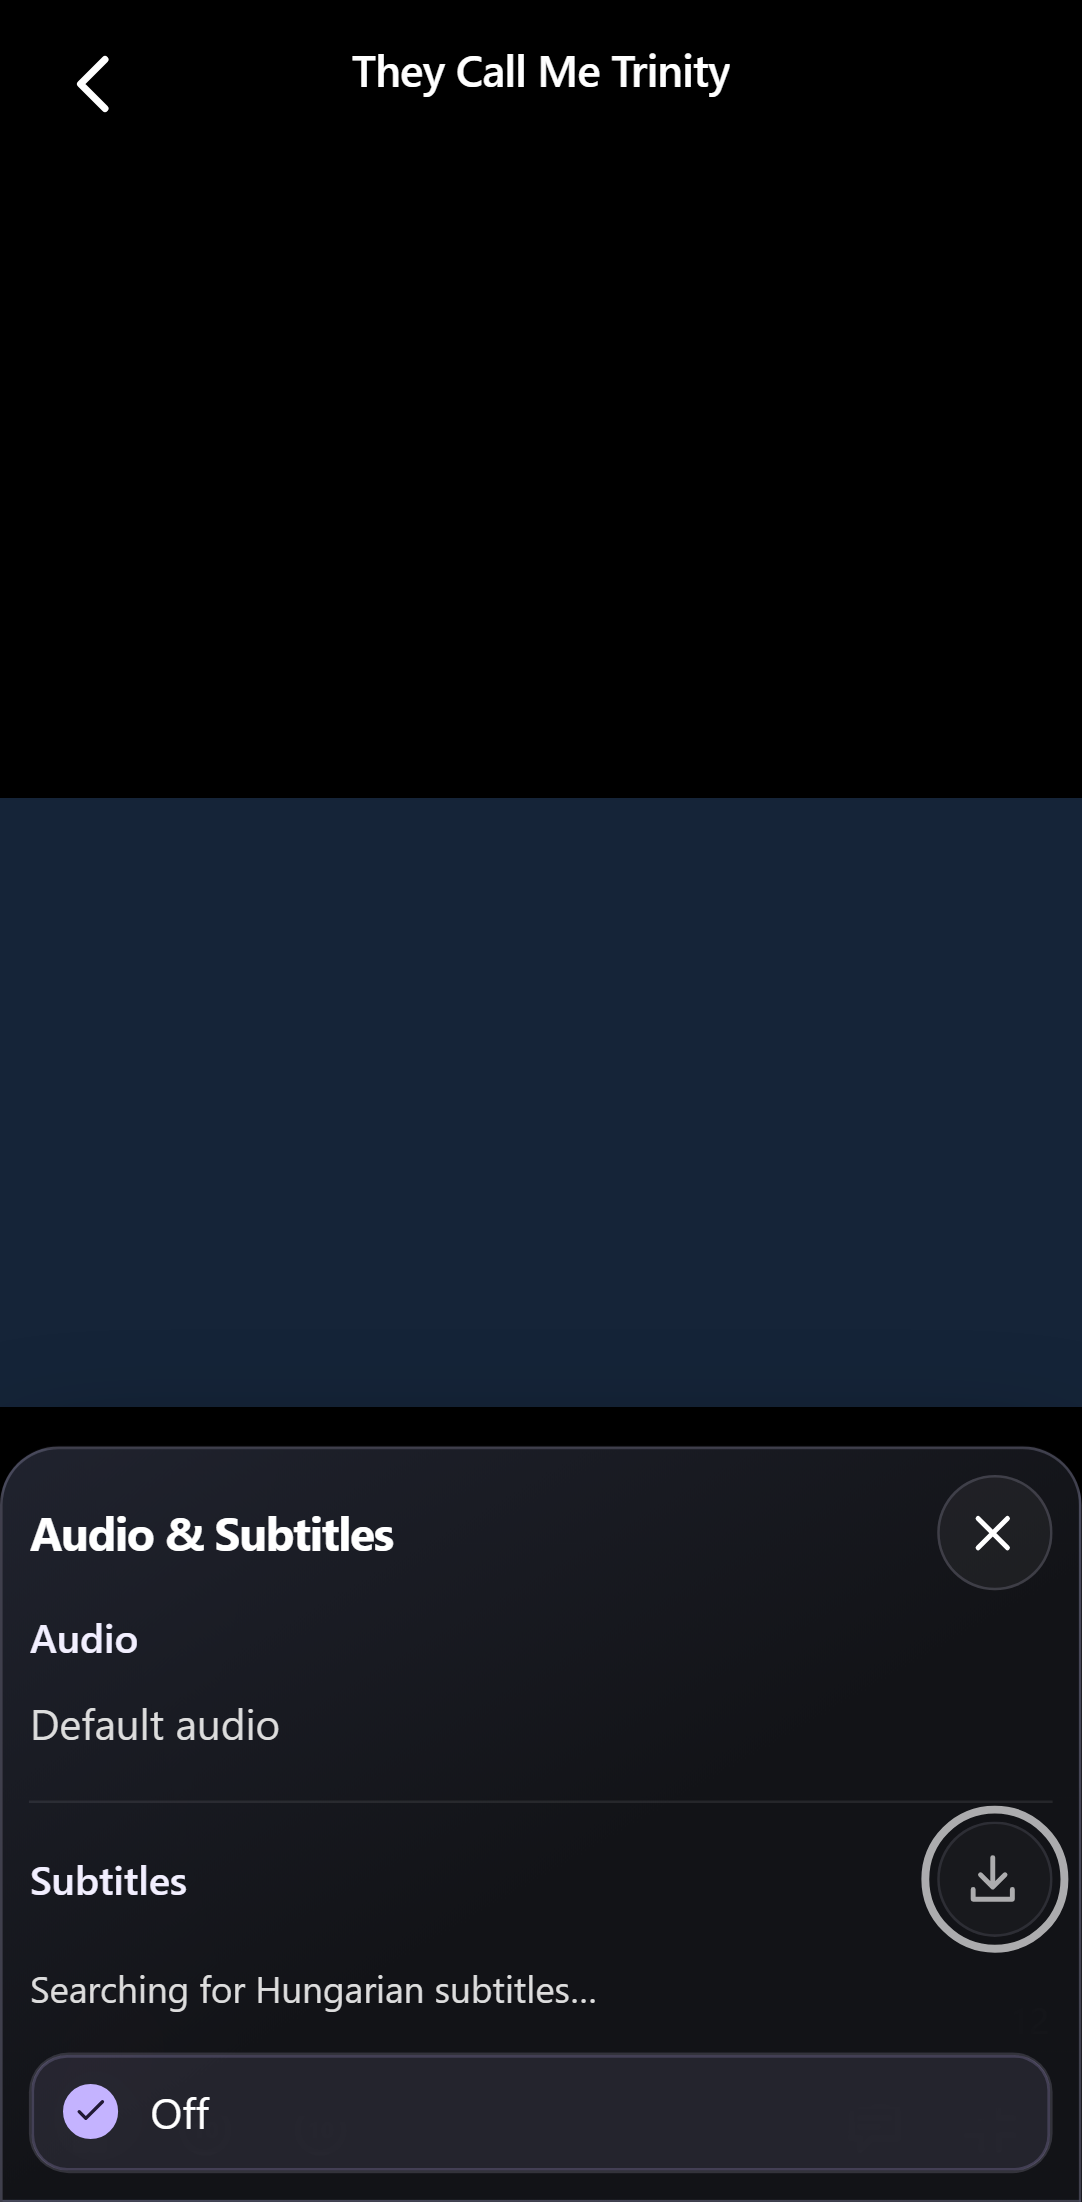 They Call Me Trinity
Audio & Subtitles
Audio
Default audio
Subtitles
Searching for Hungarian subtitles...
Off